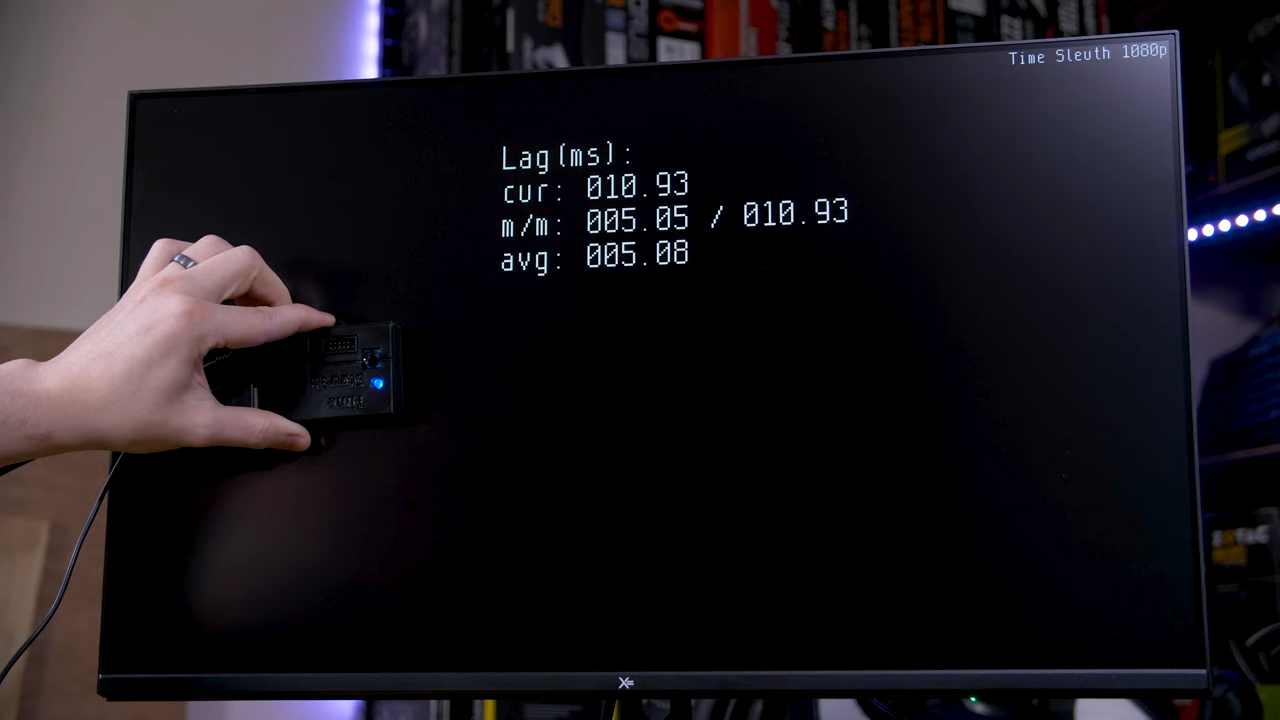 Time Sleuth 1080p
Lag(ms):
cur: 010.93
m/m: 005.05 / 010.93
avg: 005.08
X=